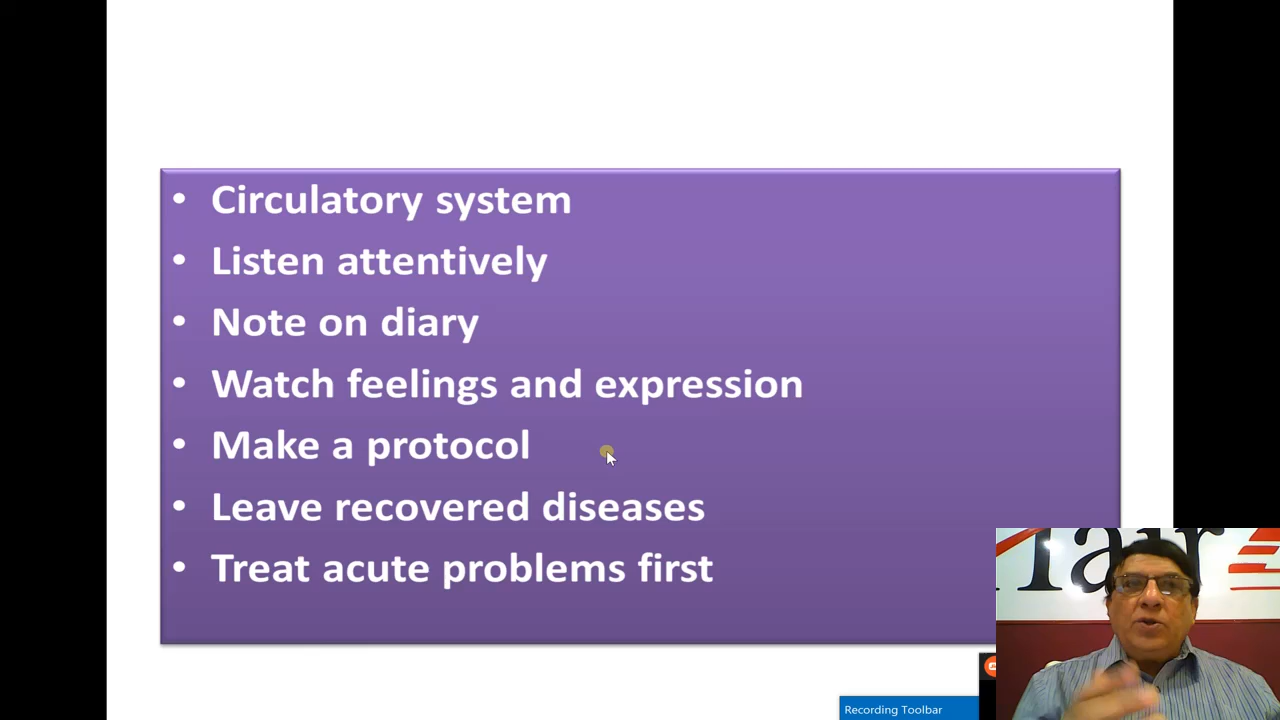 • Circulatory system
• Listen attentively
• Note on diary
• Watch feelings and expression
• Make a protocol
• Leave recovered diseases
• Treat acute problems first
Recording Toolbar